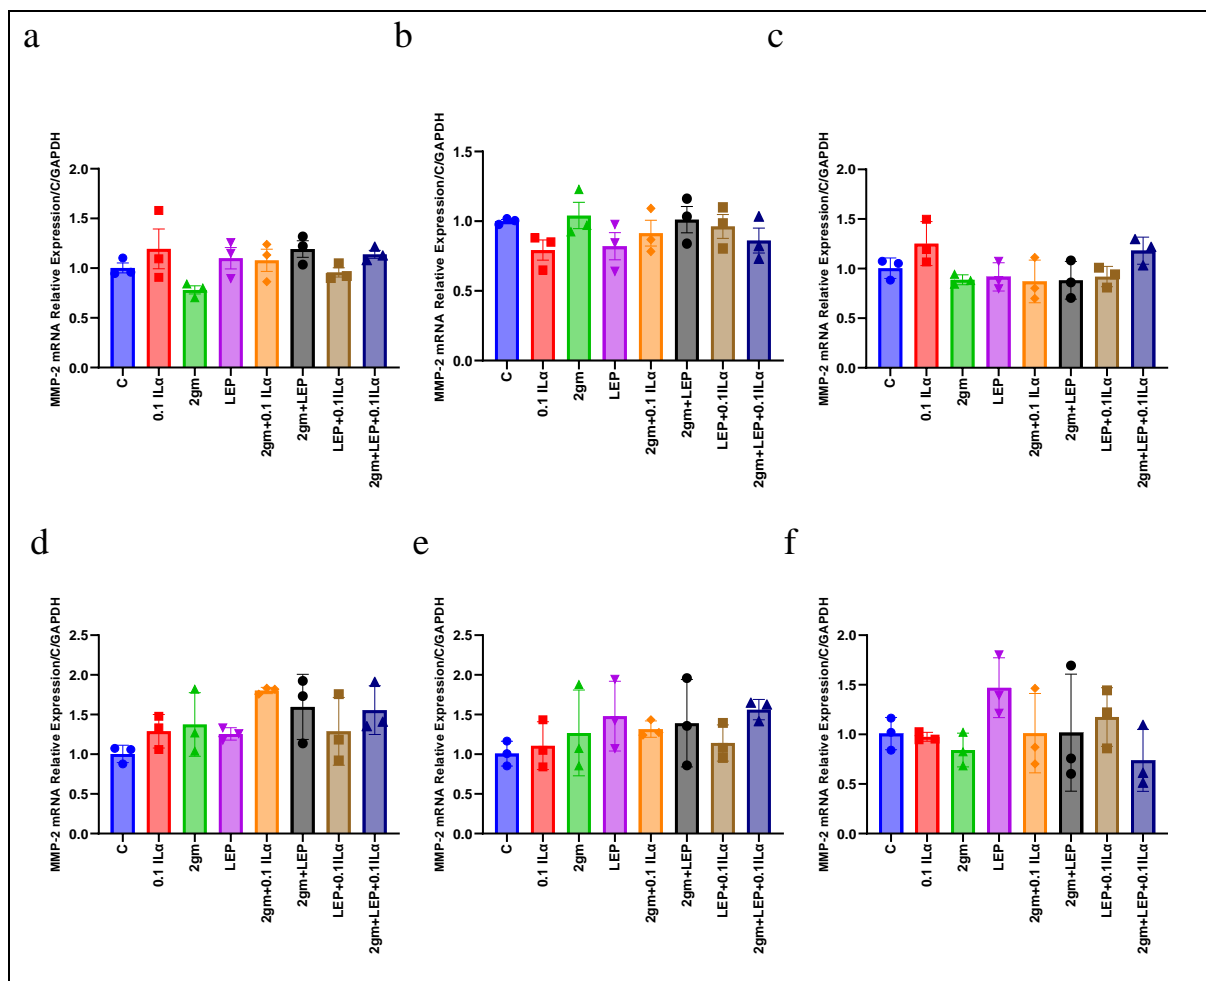 a
b
c
MMP-2 mRNA Relative Expression/C/GAPDH
2.0
1.5
1.0
0.5
0.0
C
0.1 ILα
2gm
LEP
2gm+0.1 ILα
2gm+LEP
LEP+0.1ILα
2gm+LEP+0.1ILα
MMP-2 mRNA Relative Expression/C/GAPDH
1.5
1.0
0.5
0.0
C
0.1 ILα
2gm
LEP
2gm+0.1 ILα
2gm+LEP
LEP+0.1ILα
2gm+LEP+0.1ILα
MMP-2 mRNA Relative Expression/C/GAPDH
2.0
1.5
1.0
0.5
0.0
C
0.1 ILα
2gm
LEP
2gm+0.1 ILα
2gm+LEP
LEP+0.1ILα
2gm+LEP+0.1ILα
d
e
f
MMP-2 mRNA Relative Expression/C/GAPDH
2.5
2.0
1.5
1.0
0.5
0.0
C
0.1 ILα
2gm
LEP
2gm+0.1 ILα
2gm+LEP
LEP+0.1ILα
2gm+LEP+0.1ILα
MMP-2 mRNA Relative Expression/C/GAPDH
2.5
2.0
1.5
1.0
0.5
0.0
C
0.1 ILα
2gm
LEP
2gm+0.1 ILα
2gm+LEP
LEP+0.1ILα
2gm+LEP+0.1ILα
MMP-2 mRNA Relative Expression/C/GAPDH
2.0
1.5
1.0
0.5
0.0
C
0.1 ILα
2gm
LEP
2gm+0.1 ILα
2gm+LEP
LEP+0.1ILα
2gm+LEP+0.1ILα